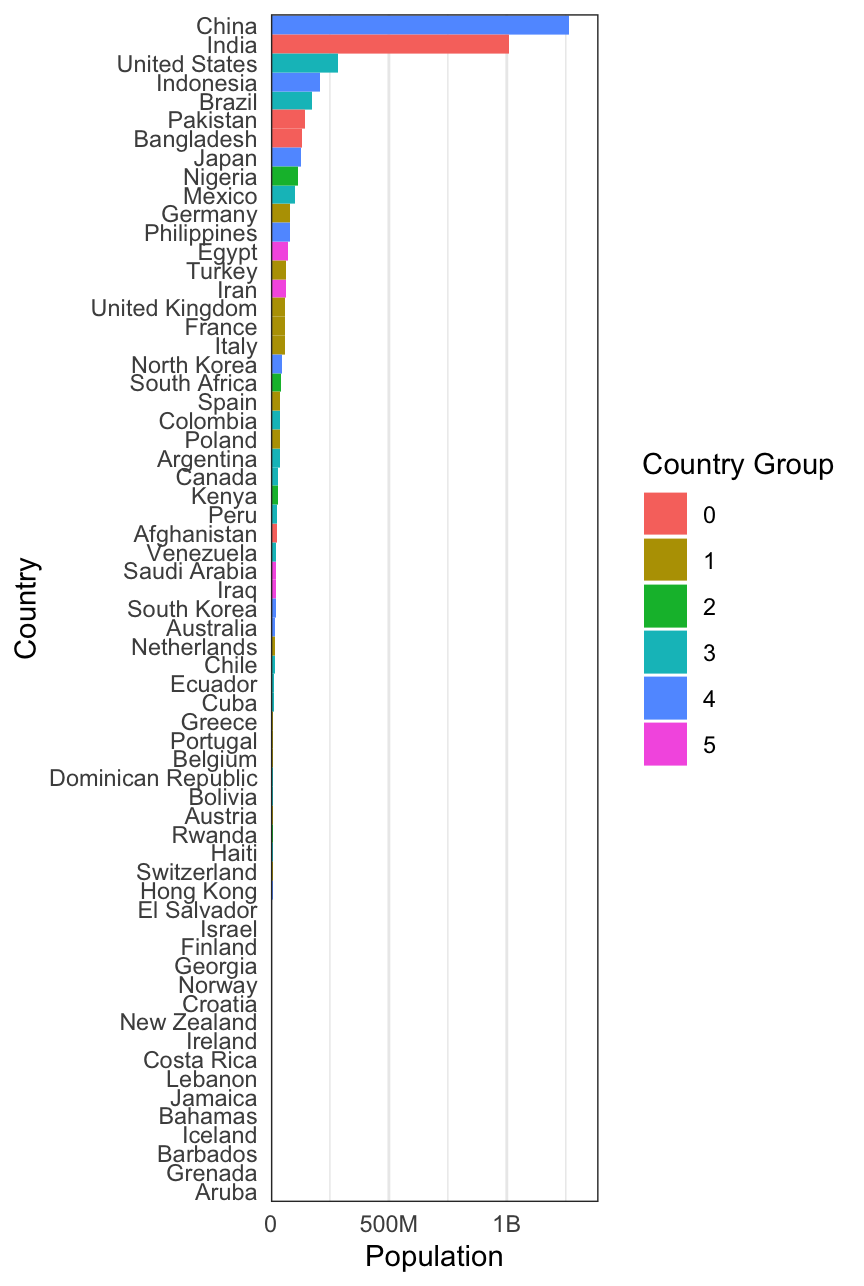 China
India
United States
Indonesia
Brazil
Pakistan
Bangladesh
Japan
Nigeria
Mexico
Germany
Philippines
Egypt
Turkey
Iran
United Kingdom
France
Italy
North Korea
South Africa
Spain
Colombia
Poland
Argentina
Canada
Kenya
Peru
Afghanistan
Venezuela
Saudi Arabia
Iraq
South Korea
Australia
Netherlands
Chile
Ecuador
Cuba
Greece
Portugal
Belgium
Dominican Republic
Bolivia
Austria
Rwanda
Haiti
Switzerland
Hong Kong
El Salvador
Israel
Finland
Georgia
Norway
Croatia
New Zealand
Ireland
Costa Rica
Lebanon
Jamaica
Bahamas
Iceland
Barbados
Grenada
Aruba
Country
0 500M 1B
Population
Country Group
0
1
2
3
4
5